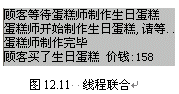 顾客等待蛋糕师制作生日蛋糕
蛋糕师开始制作生日蛋糕,请等..
蛋糕师制作完毕
顾客买了生日蛋糕 价钱:158
图 12.11 线程联合